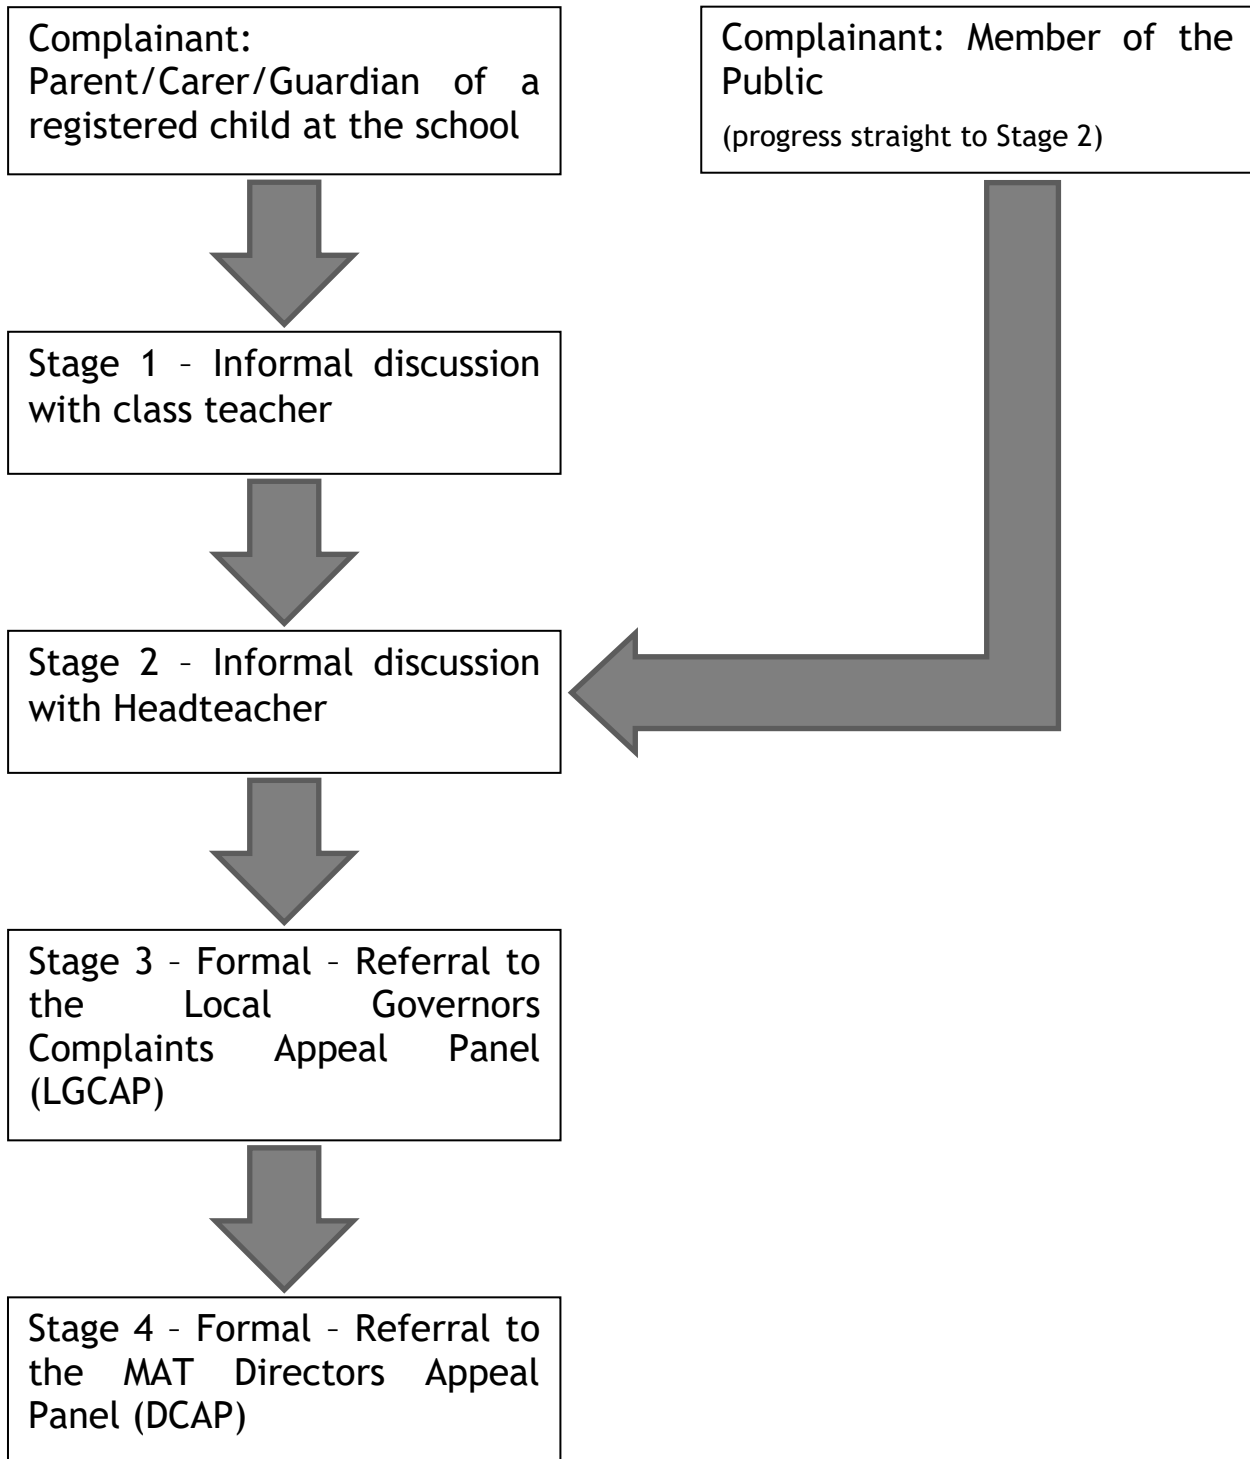 Complainant:
Parent/Carer/Guardian of a
registered child at the school
Complainant: Member of the
Public
(progress straight to Stage 2)
Stage 1 – Informal discussion
with class teacher
Stage 2 – Informal discussion
with Headteacher
Stage 3 – Formal – Referral to
the Local Governors
Complaints Appeal Panel
(LGCAP)
Stage 4 – Formal – Referral to
the MAT Directors Appeal
Panel (DCAP)